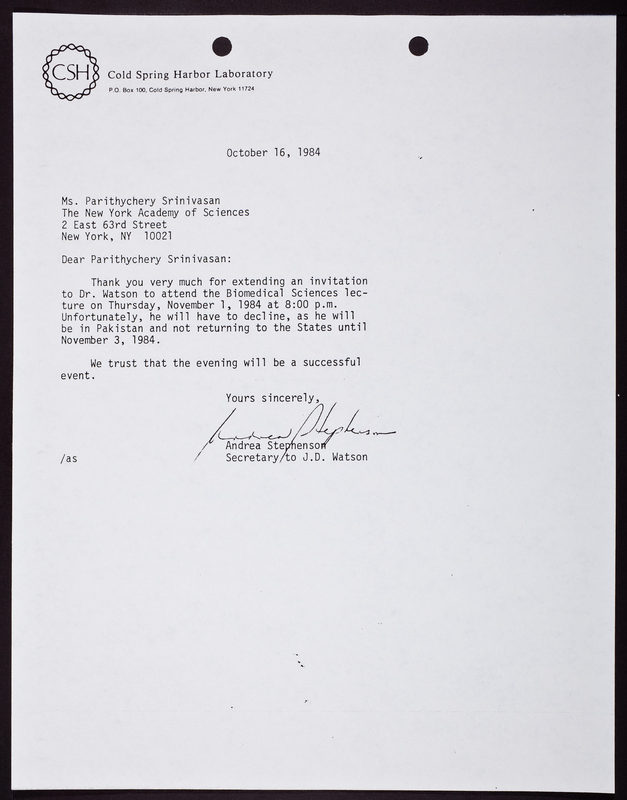 CSH
Cold Spring Harbor Laboratory
P.O. Box 100, Cold Spring Harbor, New York 11724
October 16, 1984
Ms. Parithychery Srinivasan
The New York Academy of Sciences
2 East 63rd Street
New York, NY  10021
Dear Parithychery Srinivasan:
Thank you very much for extending an invitation
to Dr. Watson to attend the Biomedical Sciences lec-
ture on Thursday, November 1, 1984 at 8:00 p.m.
Unfortunately, he will have to decline, as he will
be in Pakistan and not returning to the States until
November 3, 1984.
We trust that the evening will be a successful
event.
Yours sincerely,
Andrea Stephenson
Andrea Stephenson
/as
Secretary to J.D. Watson